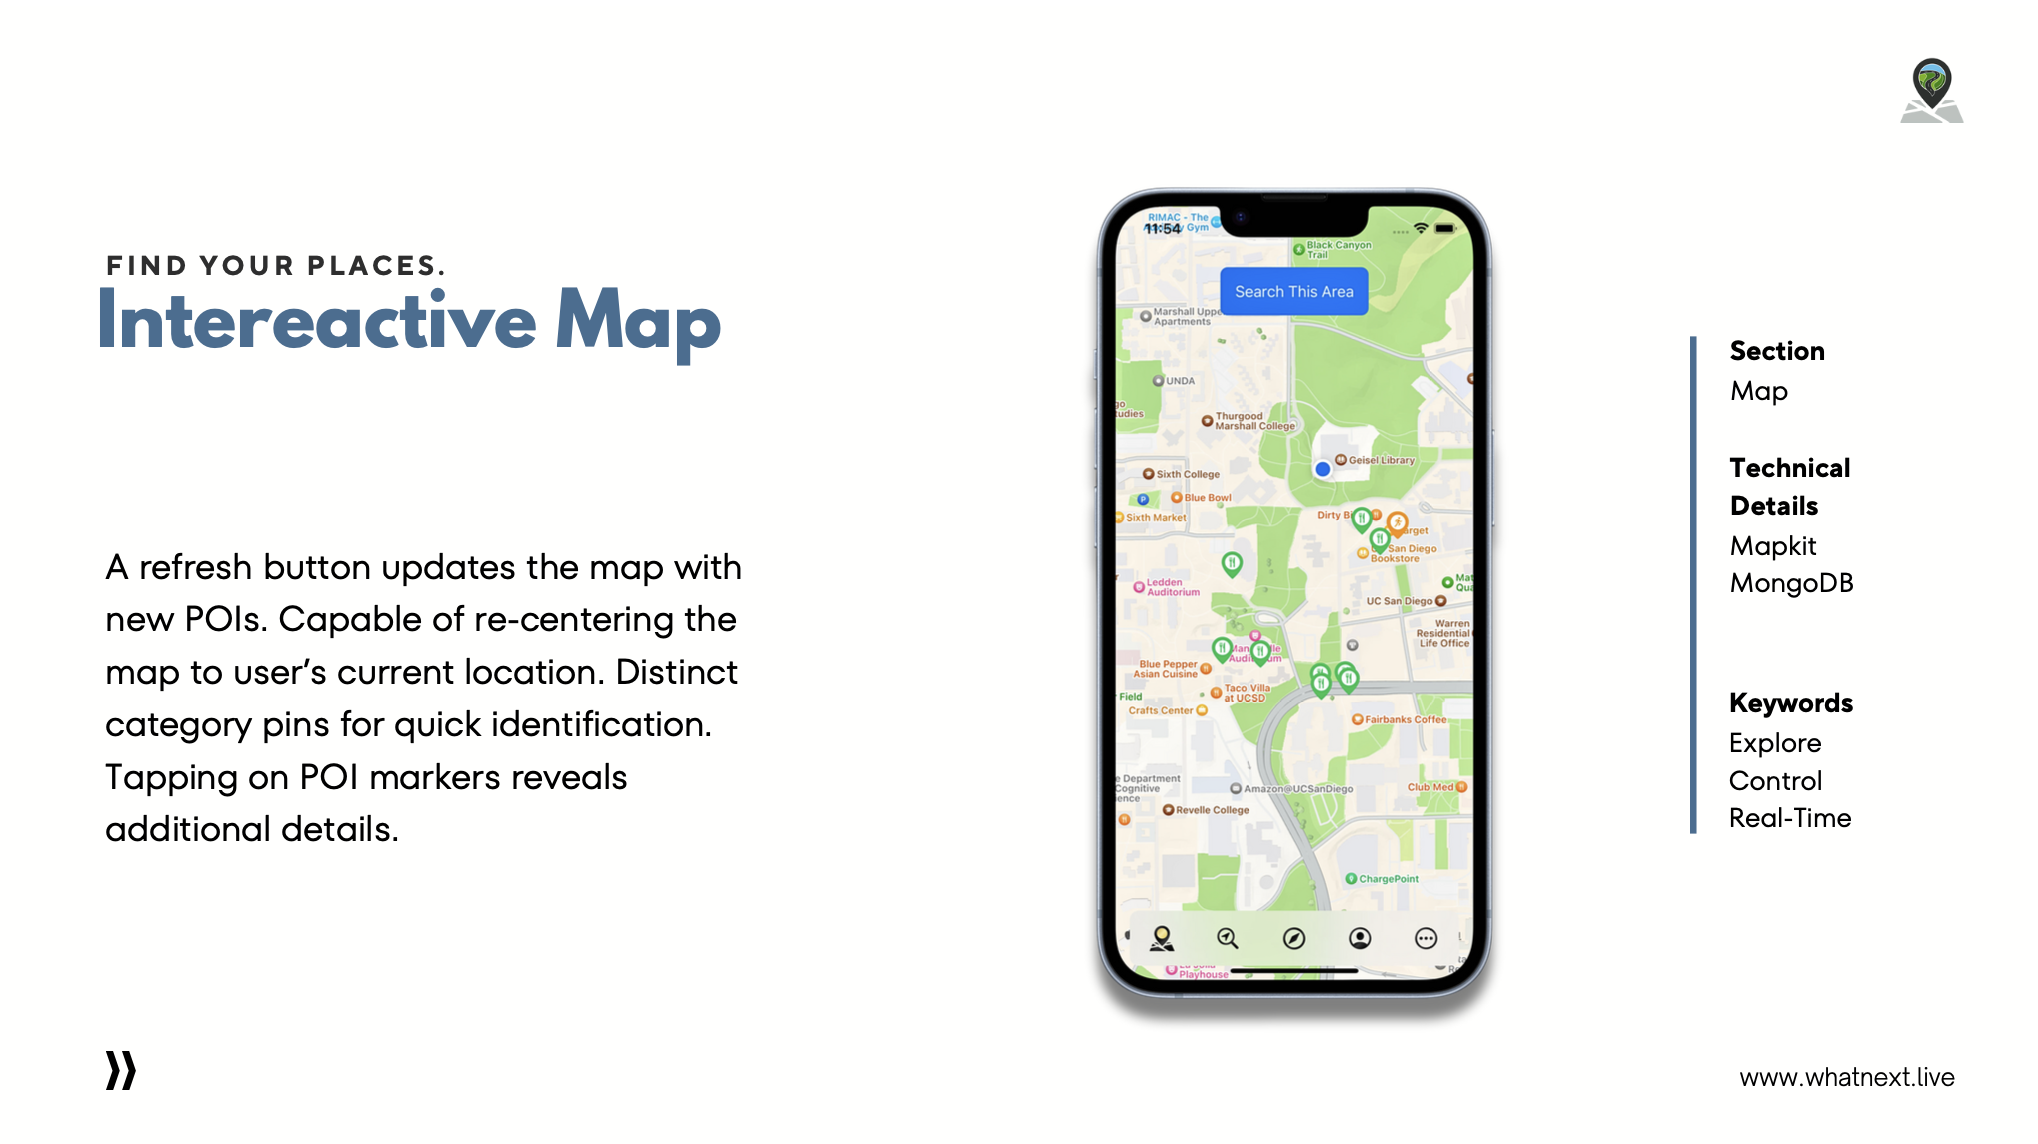 FIND YOUR PLACES.
Intereactive Map
A refresh button updates the map with
new POIs. Capable of re-centering the
map to user's current location. Distinct
category pins for quick identification.
Tapping on POI markers reveals
additional details.
RIMAC - The
Gym
11:54
Black Canyon
Trail
Search This Area
Marshall Uppe
Apartments
UNDA
Thurgood
Marshall College
Geisel Library
Sixth College
P
Blue Bowl
Sixth Market
Dirty Bi
San Diego
Bookstore
Ledden
Auditorium
UC San Diego
Warren
Residential
Life Office
Blue Pepper
Asian Cuisine
Taco Villa
at UCSD
Field
Crafts Center
Fairbanks Coffee
e Department
Cognitive
ience
Amazon@UCSanDiego
Club Med
Revelle College
ChargePoint
Playhouse
Section
Map
Technical
Details
Mapkit
MongoDB
Keywords
Explore
Control
Real-Time
www.whatnext.live